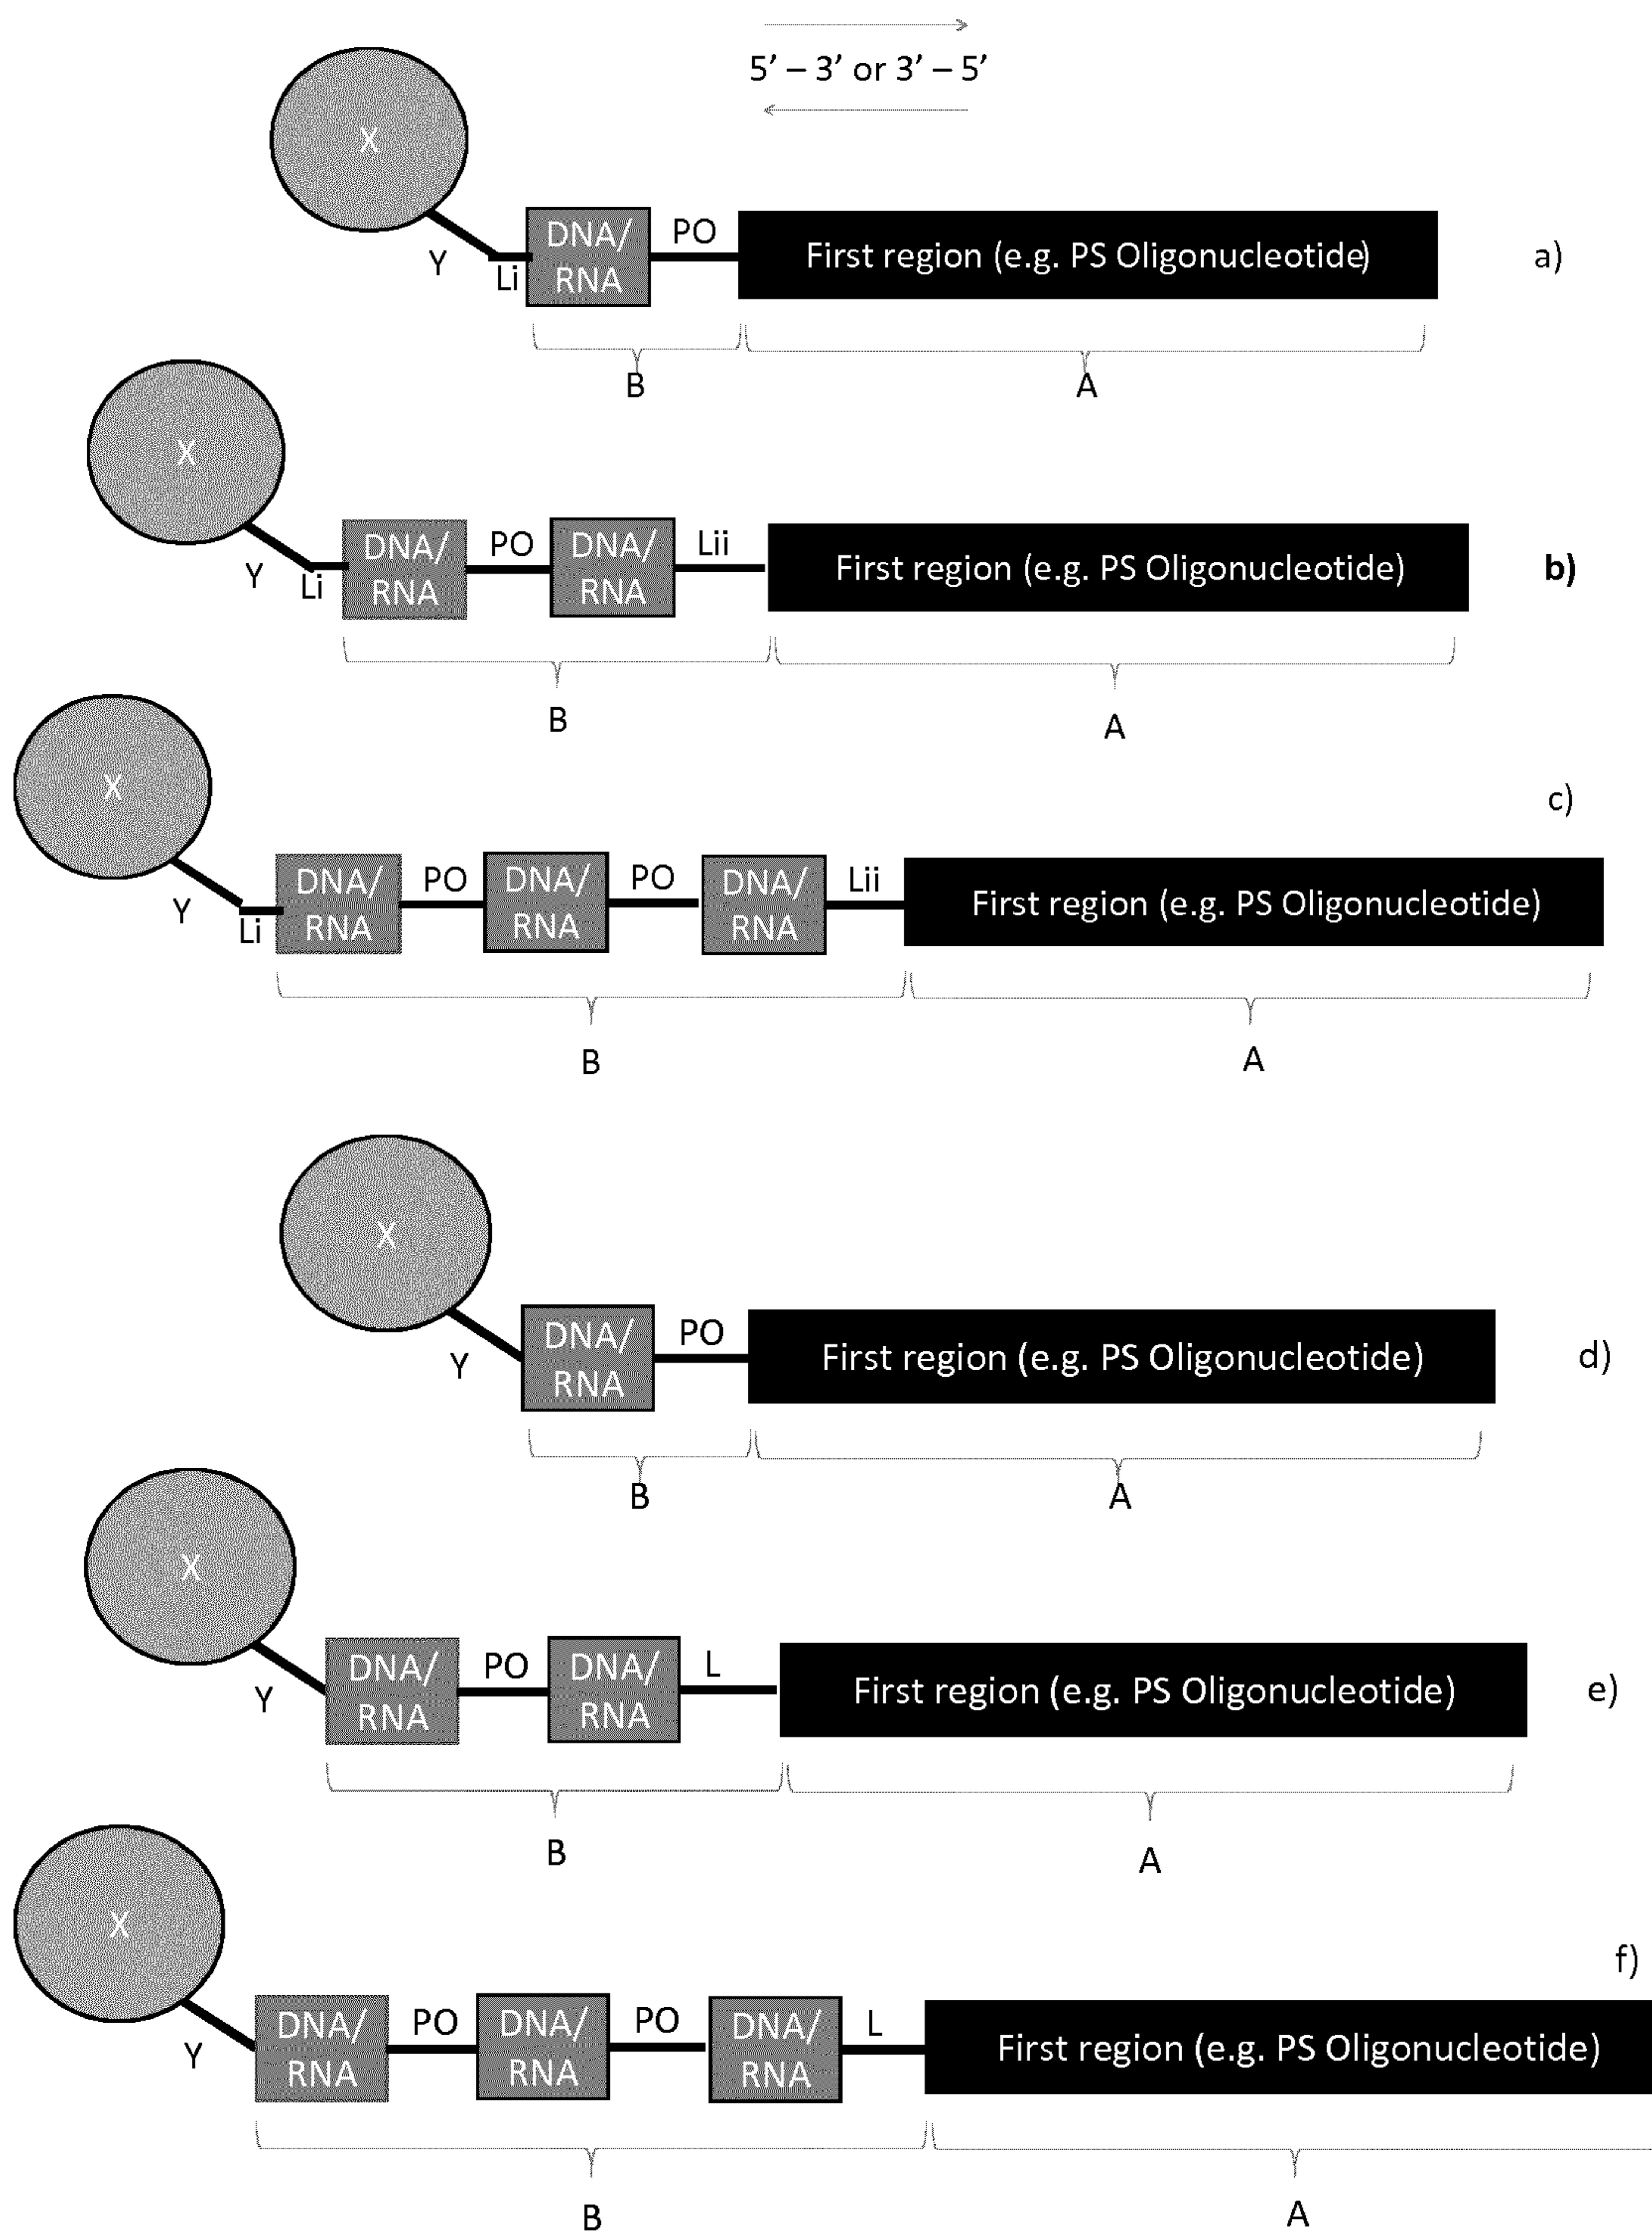 5’ – 3’ or 3’ – 5’
X
Y
Li
DNA/
RNA
PO
First region (e.g. PS Oligonucleotide)
a)
B
A
X
Y
Li
DNA/
RNA
PO
DNA/
RNA
Lii
First region (e.g. PS Oligonucleotide)
b)
B
A
c)
X
Y
Li
DNA/
RNA
PO
DNA/
RNA
PO
DNA/
RNA
Lii
First region (e.g. PS Oligonucleotide)
B
A
X
Y
DNA/
RNA
PO
First region (e.g. PS Oligonucleotide)
d)
B
A
X
Y
DNA/
RNA
PO
DNA/
RNA
L
First region (e.g. PS Oligonucleotide)
e)
B
A
f)
X
Y
DNA/
RNA
PO
DNA/
RNA
PO
DNA/
RNA
L
First region (e.g. PS Oligonucleotide)
B
A